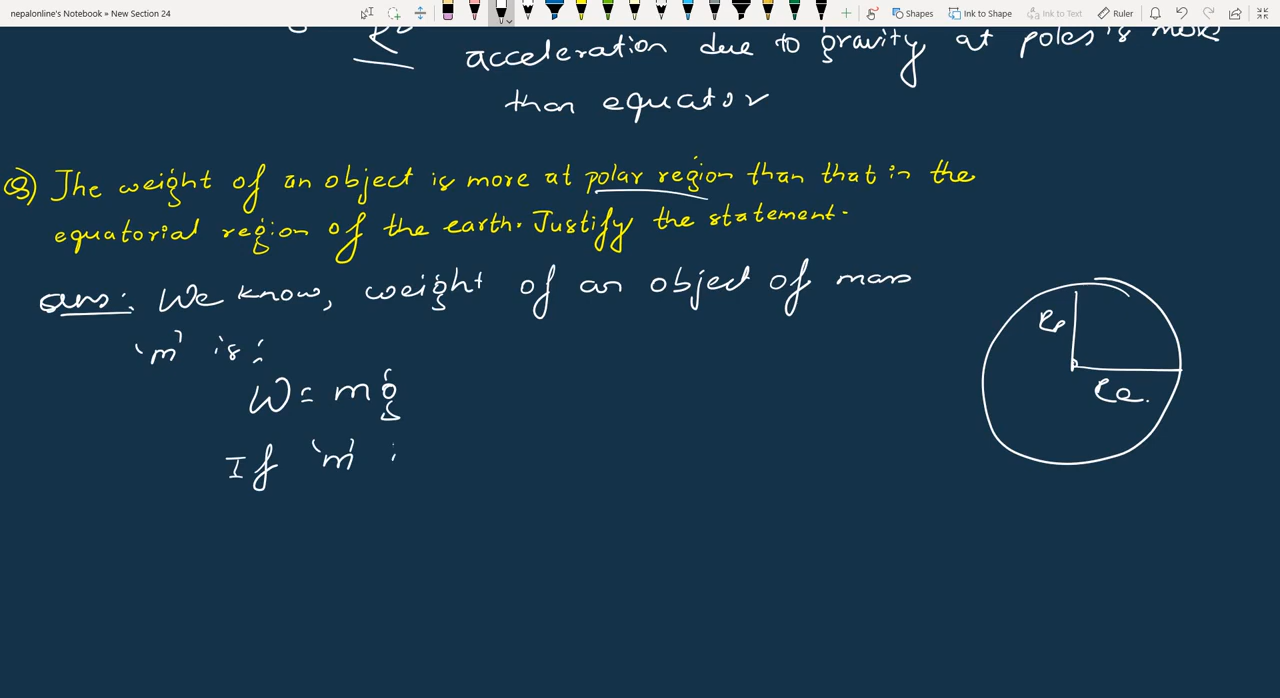 nepalonline's Notebook » New Section 24
Shapes Ink to Shape Ink to Text Ruler
acceleration due to gravity at poles is more
than equator
Q) The weight of an object is more at polar region than that in the
equatorial region of the earth. Justify the statement.
ans: We know, weight of an object of mass
'm' is:
W = mg
If 'm' i
Rp
Re.